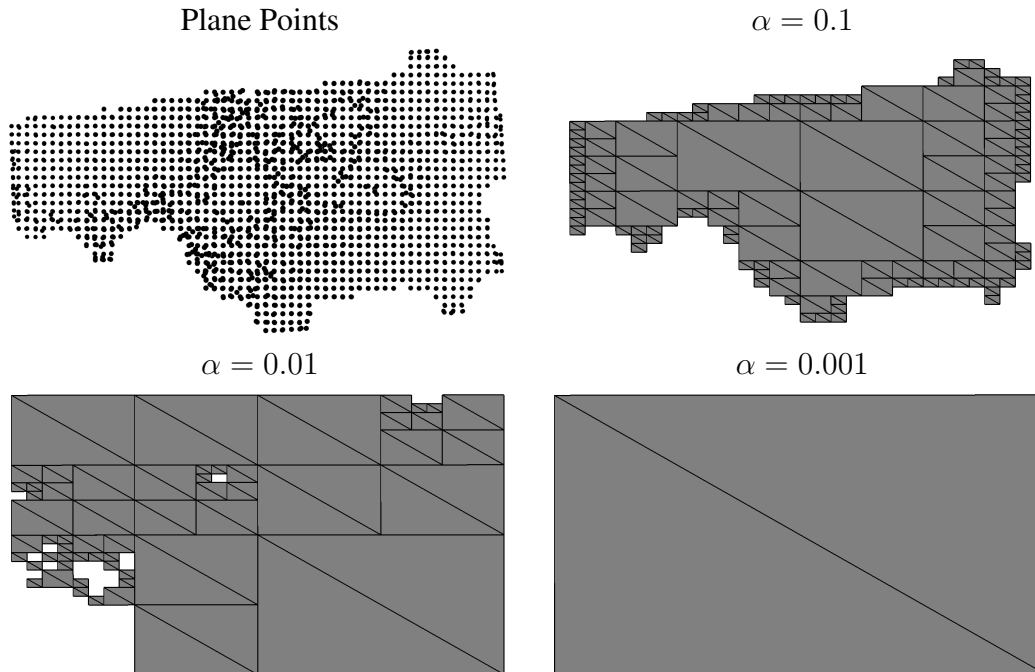 Plane Points
α = 0.1
α = 0.01
α = 0.001